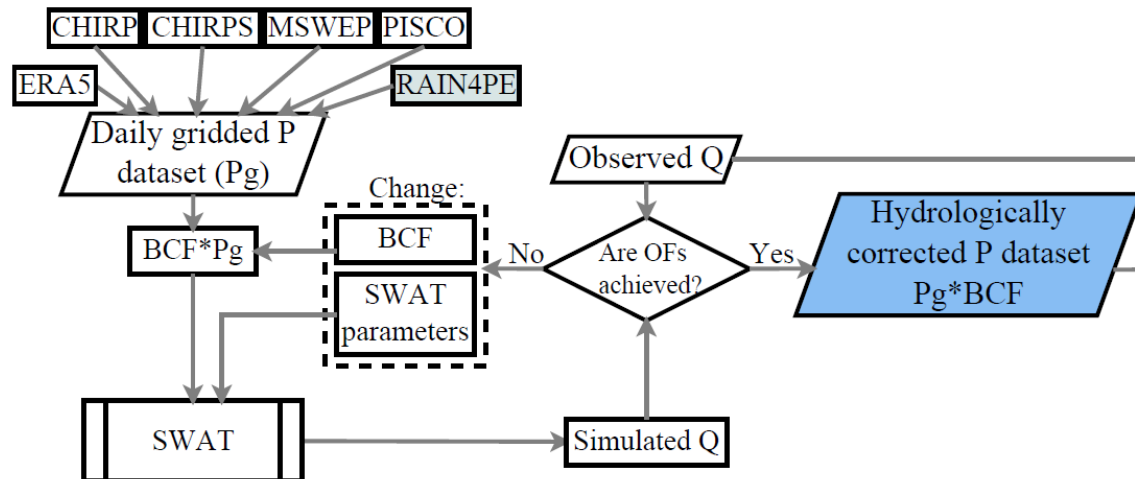 CHIRP CHIRPS MSWEP PISCO
ERA5 RAIN4PE
Daily gridded P
dataset (Pg)
BCF*Pg
Change:
BCF
SWAT
parameters
SWAT
Simulated Q
Observed Q
Are OFs
achieved?
No
Yes
Hydrologically
corrected P dataset
Pg*BCF